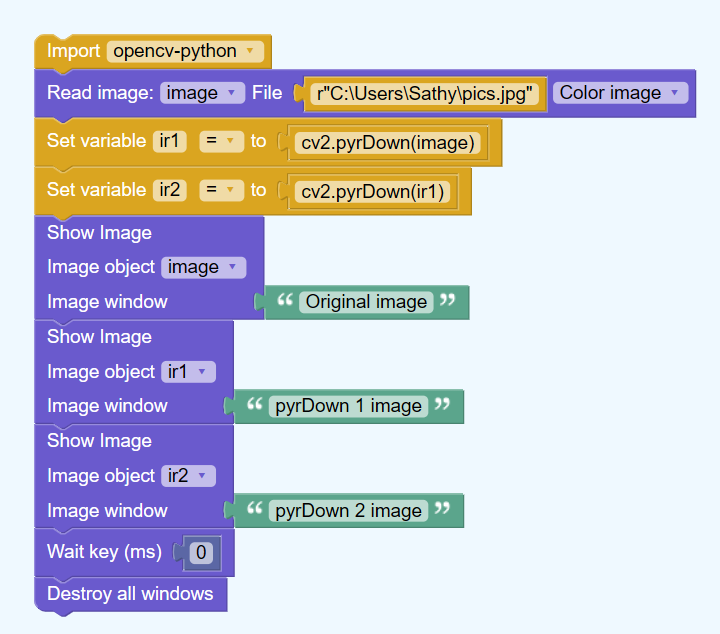 Import opencv-python
Read image: image File r"C:\Users\Sathy\pics.jpg" Color image
Set variable ir1 = to cv2.pyrDown(image)
Set variable ir2 = to cv2.pyrDown(ir1)
Show Image
Image object image
Image window “ Original image ”
Show Image
Image object ir1
Image window “ pyrDown 1 image ”
Show Image
Image object ir2
Image window “ pyrDown 2 image ”
Wait key (ms) 0
Destroy all windows